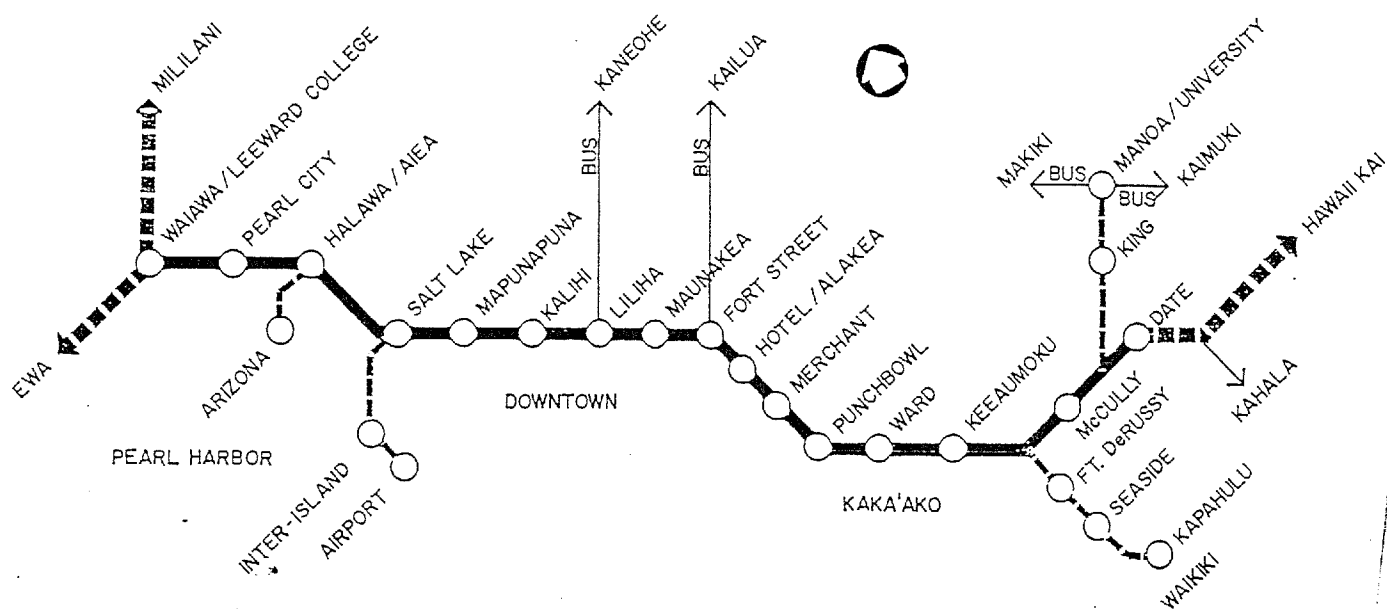 MILILANI
WAIAWA / LEEWARD COLLEGE
PEARL CITY
HALAWA / AIEA
EWA
ARIZONA
PEARL HARBOR
SALT LAKE
MAPUNAPUNA
KALIHI
LILIHA
MAUNAKEA
FORT STREET
HOTEL / ALAKEA
MERCHANT
KANEOHE
BUS
KAILUA
BUS
INTER-ISLAND
AIRPORT
DOWNTOWN
PUNCHBOWL
WARD
KEEAUMOKU
KAKA'AKO
MAKIKI
BUS
MANOA / UNIVERSITY
BUS
KAIMUKI
KING
DATE
McCULLY
HAWAII KAI
KAHALA
FT. DeRUSSY
SEASIDE
KAPAHULU
WAIKIKI